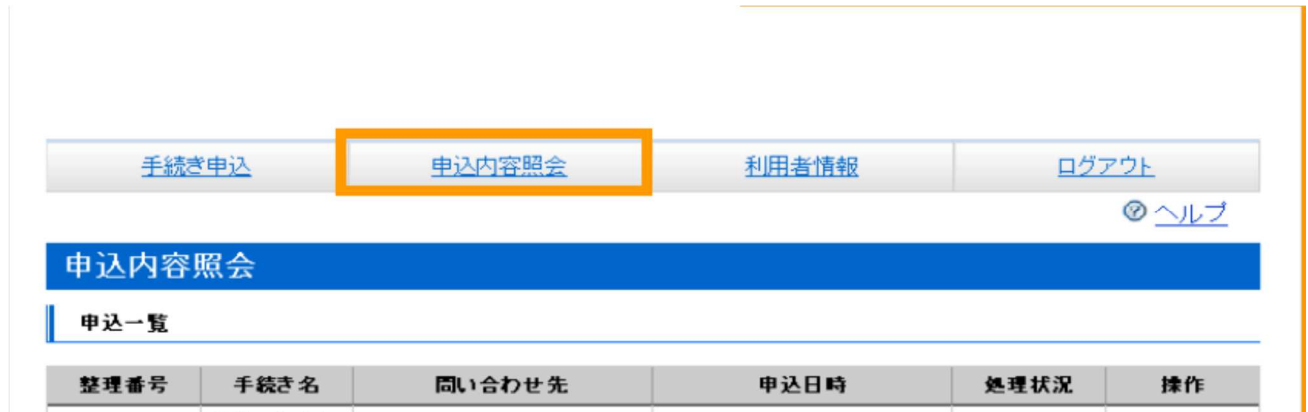 手続き申込 申込内容照会 利用者情報 ログアウト
ヘルプ
申込内容照会
申込一覧
整理番号 手続き名 問い合わせ先 申込日時 処理状況 操作